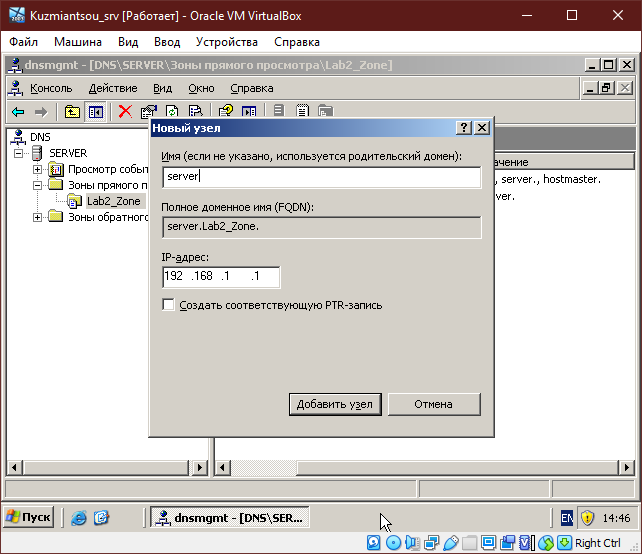 Kuzmiantsou_srv [Работает] - Oracle VM VirtualBox
Файл Машина Вид Ввод Устройства Справка
dnsmgmt - [DNS\SERVER\Зоны прямого просмотра\Lab2_Zone]
Консоль Действие Вид Окно Справка
DNS
SERVER
Просмотр событ
Зоны прямого п
Lab2_Zone
Зоны обратног
ачение
, server., hostmaster.
ver.
Новый узел
Имя (если не указано, используется родительский домен):
server
Полное доменное имя (FQDN):
server.Lab2_Zone.
IP-адрес:
192 .168 .1 .1
Создать соответствующую PTR-запись
Добавить узел Отмена
Пуск dnsmgmt - [DNS\SER... EN 14:46
Right Ctrl